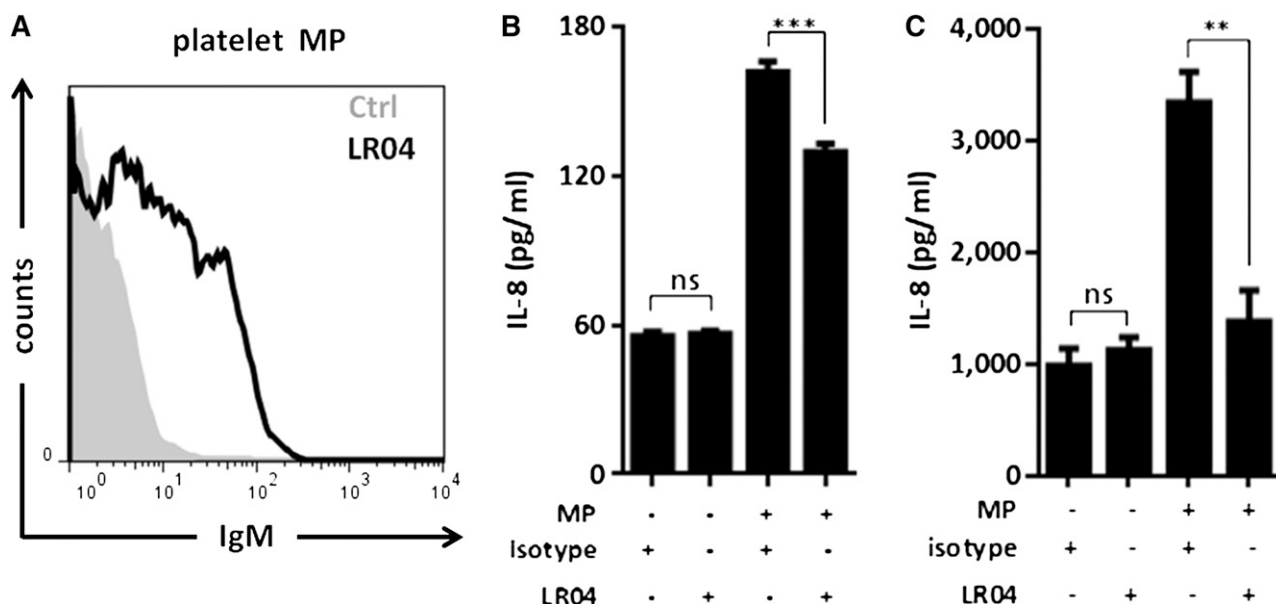 A
platelet MP
Ctrl
LR04
counts
0
10^0 10^1 10^2 10^3 10^4
IgM
B
***
180
120
60
0
IL-8 (pg/ml)
ns
MP - - + +
Isotype + - + -
LR04 - + - +
C
**
4,000
3,000
2,000
1,000
0
IL-8 (pg/ml)
ns
MP - - + +
isotype + - + -
LR04 - + - +